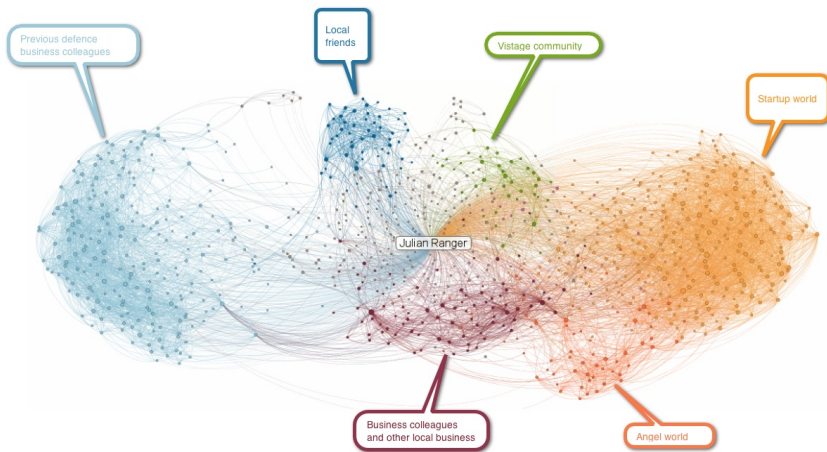 Previous defence
business colleagues
Local
friends
Vistage community
Startup world
Julian Ranger
Business colleagues
and other local business
Angel world